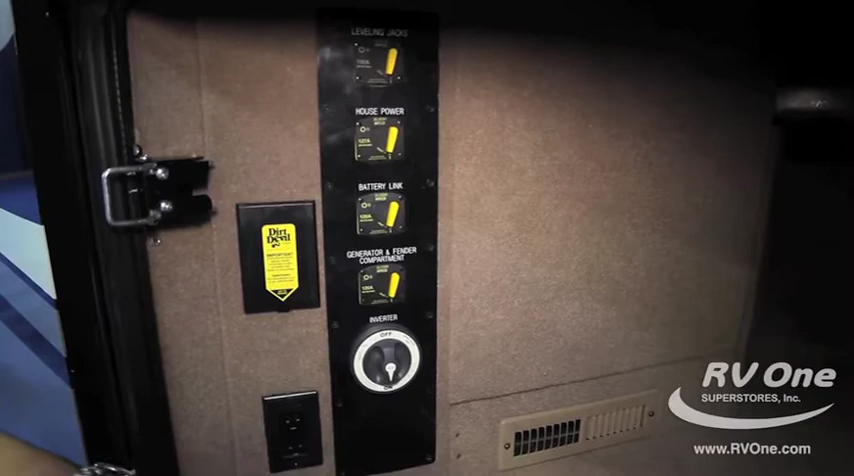 LEVELING JACKS
HOUSE POWER
BATTERY LINK
GENERATOR & FENDER
COMPARTMENT
INVERTER
OFF
ON
Dirt
Devil
IMPORTANT!
RV One
SUPERSTORES, Inc.
www.RVOne.com